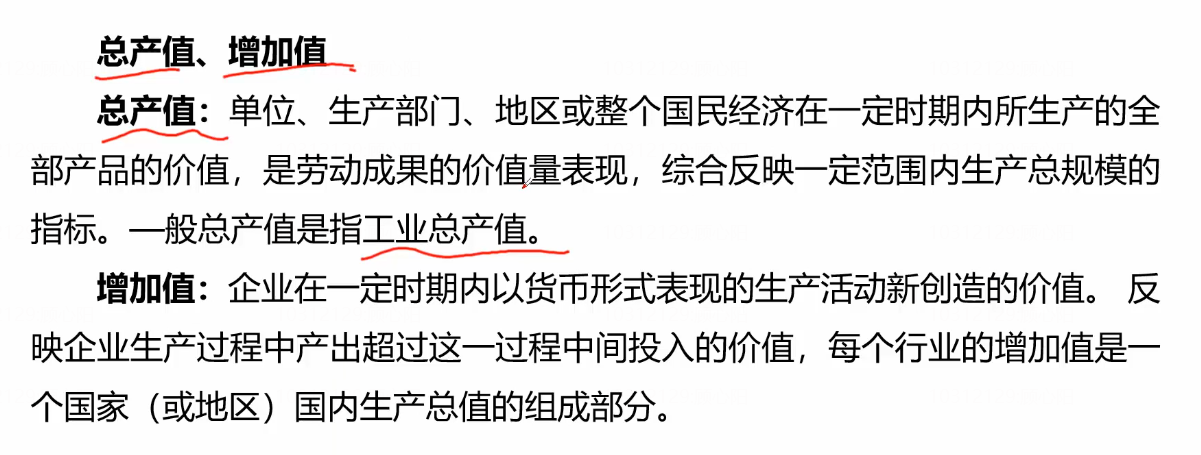 总产值、增加值
总产值：单位、生产部门、地区或整个国民经济在一定时期内所生产的全
部产品的价值，是劳动成果的价值量表现，综合反映一定范围内生产总规模的
指标。—般总产值是指工业总产值。
增加值：企业在一定时期内以货币形式表现的生产活动新创造的价值。 反
映企业生产过程中产出超过这一过程中间投入的价值，每个行业的增加值是一
个国家（或地区）国内生产总值的组成部分。